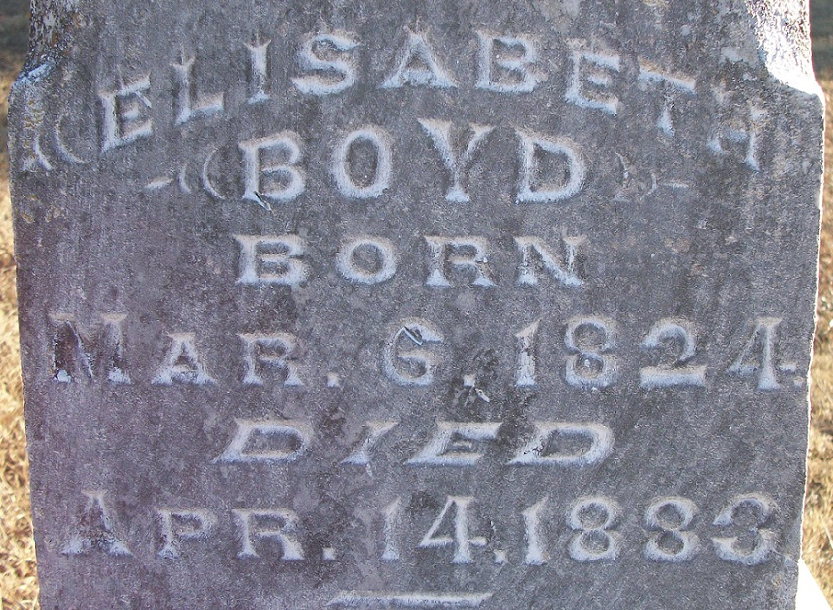 ELISABETH
BOYD
BORN
MAR. 6, 1824.
DIED
APR. 14, 1883